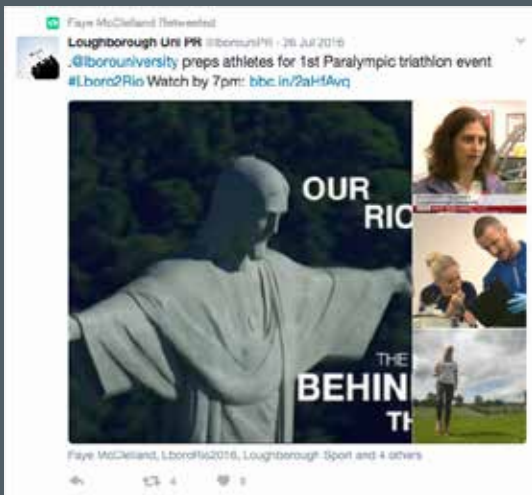 Faye McClelland Retweeted
Loughborough Uni PR @lborouniPR · 26 Jul 2016
.@lborouniversity preps athletes for 1st Paralympic triathlon event
#Lboro2Rio Watch by 7pm: bbc.in/2aHfAvq
OUR
RIO
THE
BEHIN
TH
Faye McClelland, LboroRio2016, Loughborough Sport and 4 others
4